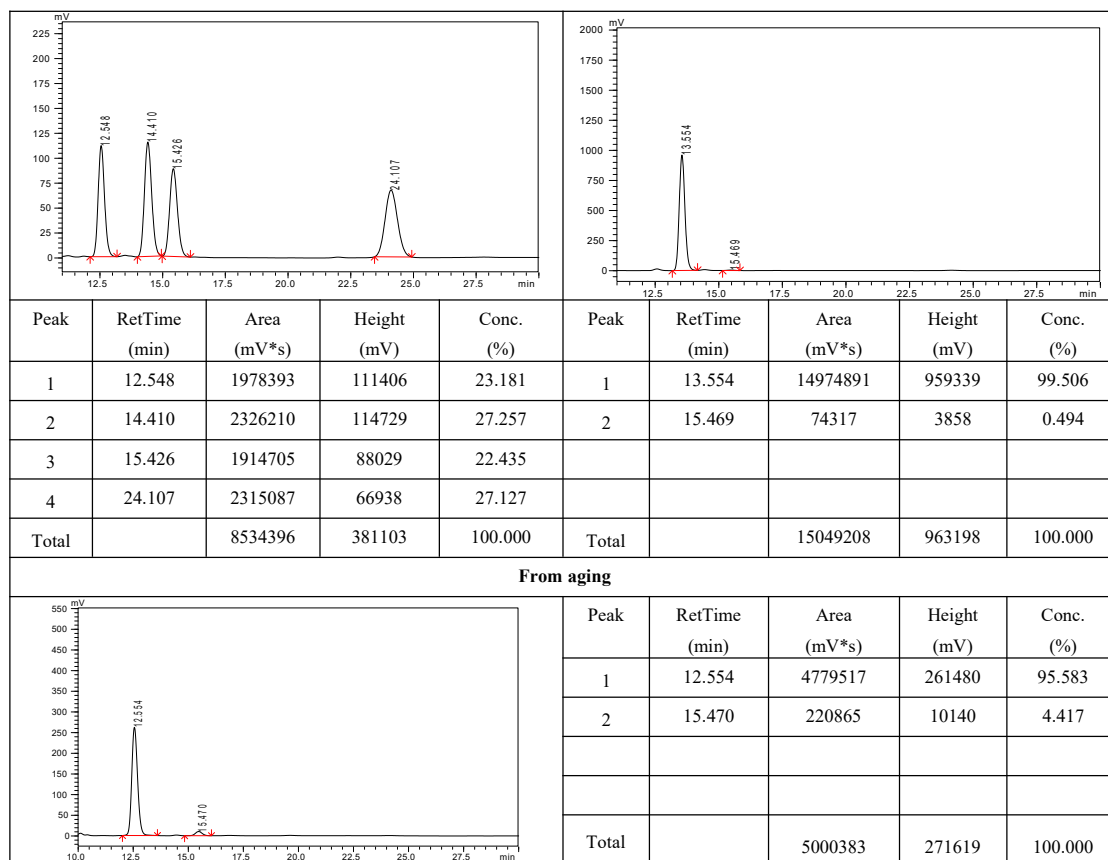 mV
225
200
175
150
125
100
75
50
25
0
12.548
14.410
15.426
24.107
12.5 15.0 17.5 20.0 22.5 25.0 27.5 min
mV
2000
1750
1500
1250
1000
750
500
250
0
13.554
15.469
12.5 15.0 17.5 20.0 22.5 25.0 27.5 min
Peak RetTime Area Height Conc.
(min) (mV*s) (mV) (%)
1 12.548 1978393 111406 23.181
2 14.410 2326210 114729 27.257
3 15.426 1914705 88029 22.435
4 24.107 2315087 66938 27.127
Total 8534396 381103 100.000
Peak RetTime Area Height Conc.
(min) (mV*s) (mV) (%)
1 13.554 14974891 959339 99.506
2 15.469 74317 3858 0.494
Total 15049208 963198 100.000
From aging
mV
550
500
450
400
350
300
250
200
150
100
50
0
12.554
15.470
10.0 12.5 15.0 17.5 20.0 22.5 25.0 27.5 min
Peak RetTime Area Height Conc.
(min) (mV*s) (mV) (%)
1 12.554 4779517 261480 95.583
2 15.470 220865 10140 4.417
Total 5000383 271619 100.000